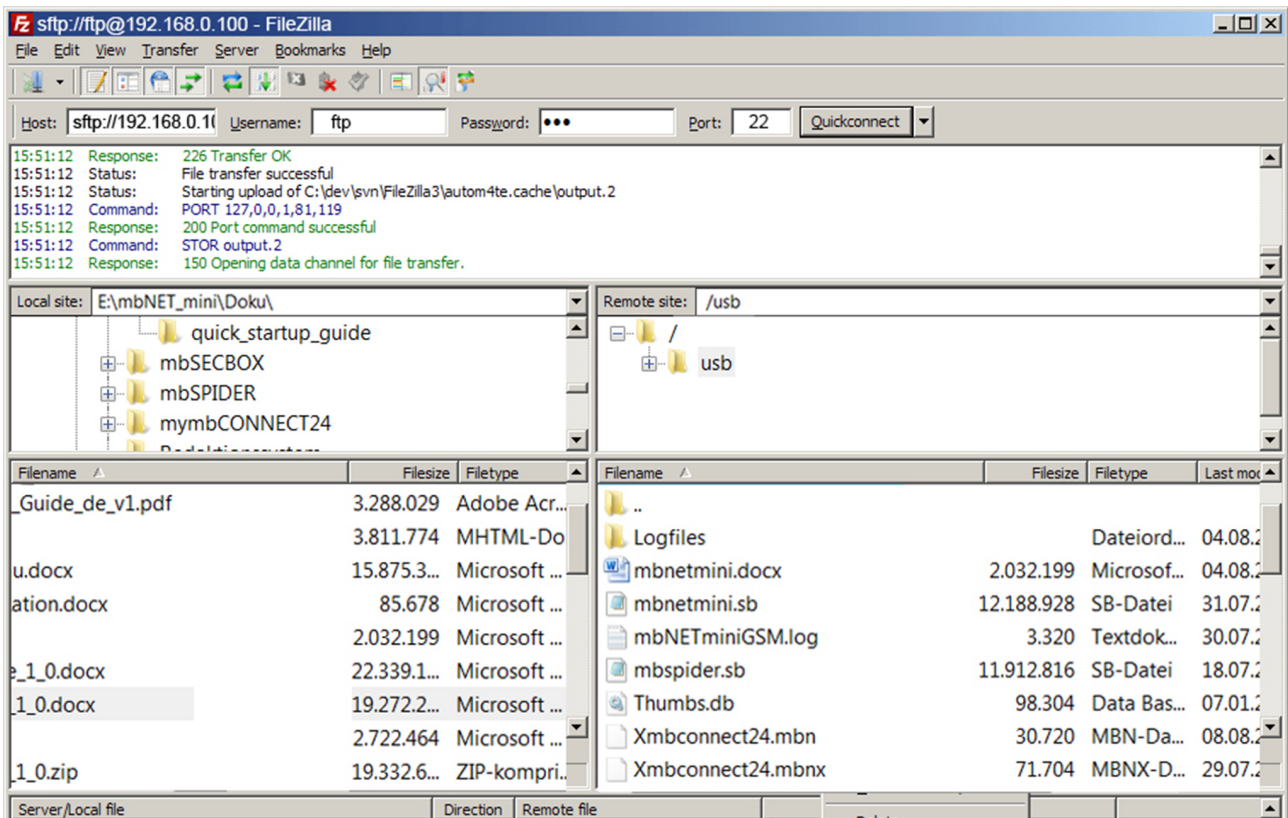 sftp://ftp@192.168.0.100 - FileZilla
File Edit View Transfer Server Bookmarks Help
Host: sftp://192.168.0.10 Username: ftp Password: ●●● Port: 22 Quickconnect
15:51:12 Response: 226 Transfer OK
15:51:12 Status: File transfer successful
15:51:12 Status: Starting upload of C:\dev\svn\FileZilla3\autom4te.cache\output.2
15:51:12 Command: PORT 127,0,0,1,81,119
15:51:12 Response: 200 Port command successful
15:51:12 Command: STOR output.2
15:51:12 Response: 150 Opening data channel for file transfer.
Local site: E:\mbNET_mini\Doku\
quick_startup_guide
mbSECBOX
mbSPIDER
mymbCONNECT24
Remote site: /usb
/
usb
Filename Filesize Filetype
_Guide_de_v1.pdf 3.288.029 Adobe Acr...
3.811.774 MHTML-Do
u.docx 15.875.3... Microsoft ...
ation.docx 85.678 Microsoft ...
2.032.199 Microsoft ...
e_1_0.docx 22.339.1... Microsoft ...
_1_0.docx 19.272.2... Microsoft ...
2.722.464 Microsoft ...
_1_0.zip 19.332.6... ZIP-kompri...
Filename Filesize Filetype Last moc
..
Logfiles Dateiord... 04.08.2
mbnetmini.docx 2.032.199 Microsof... 04.08.2
mbnetmini.sb 12.188.928 SB-Datei 31.07.2
mbNETminiGSM.log 3.320 Textdok... 30.07.2
mbspider.sb 11.912.816 SB-Datei 18.07.2
Thumbs.db 98.304 Data Bas... 07.01.2
Xmbconnect24.mbn 30.720 MBN-Da... 08.08.2
Xmbconnect24.mbnx 71.704 MBNX-D... 29.07.2
Server/Local file Direction Remote file